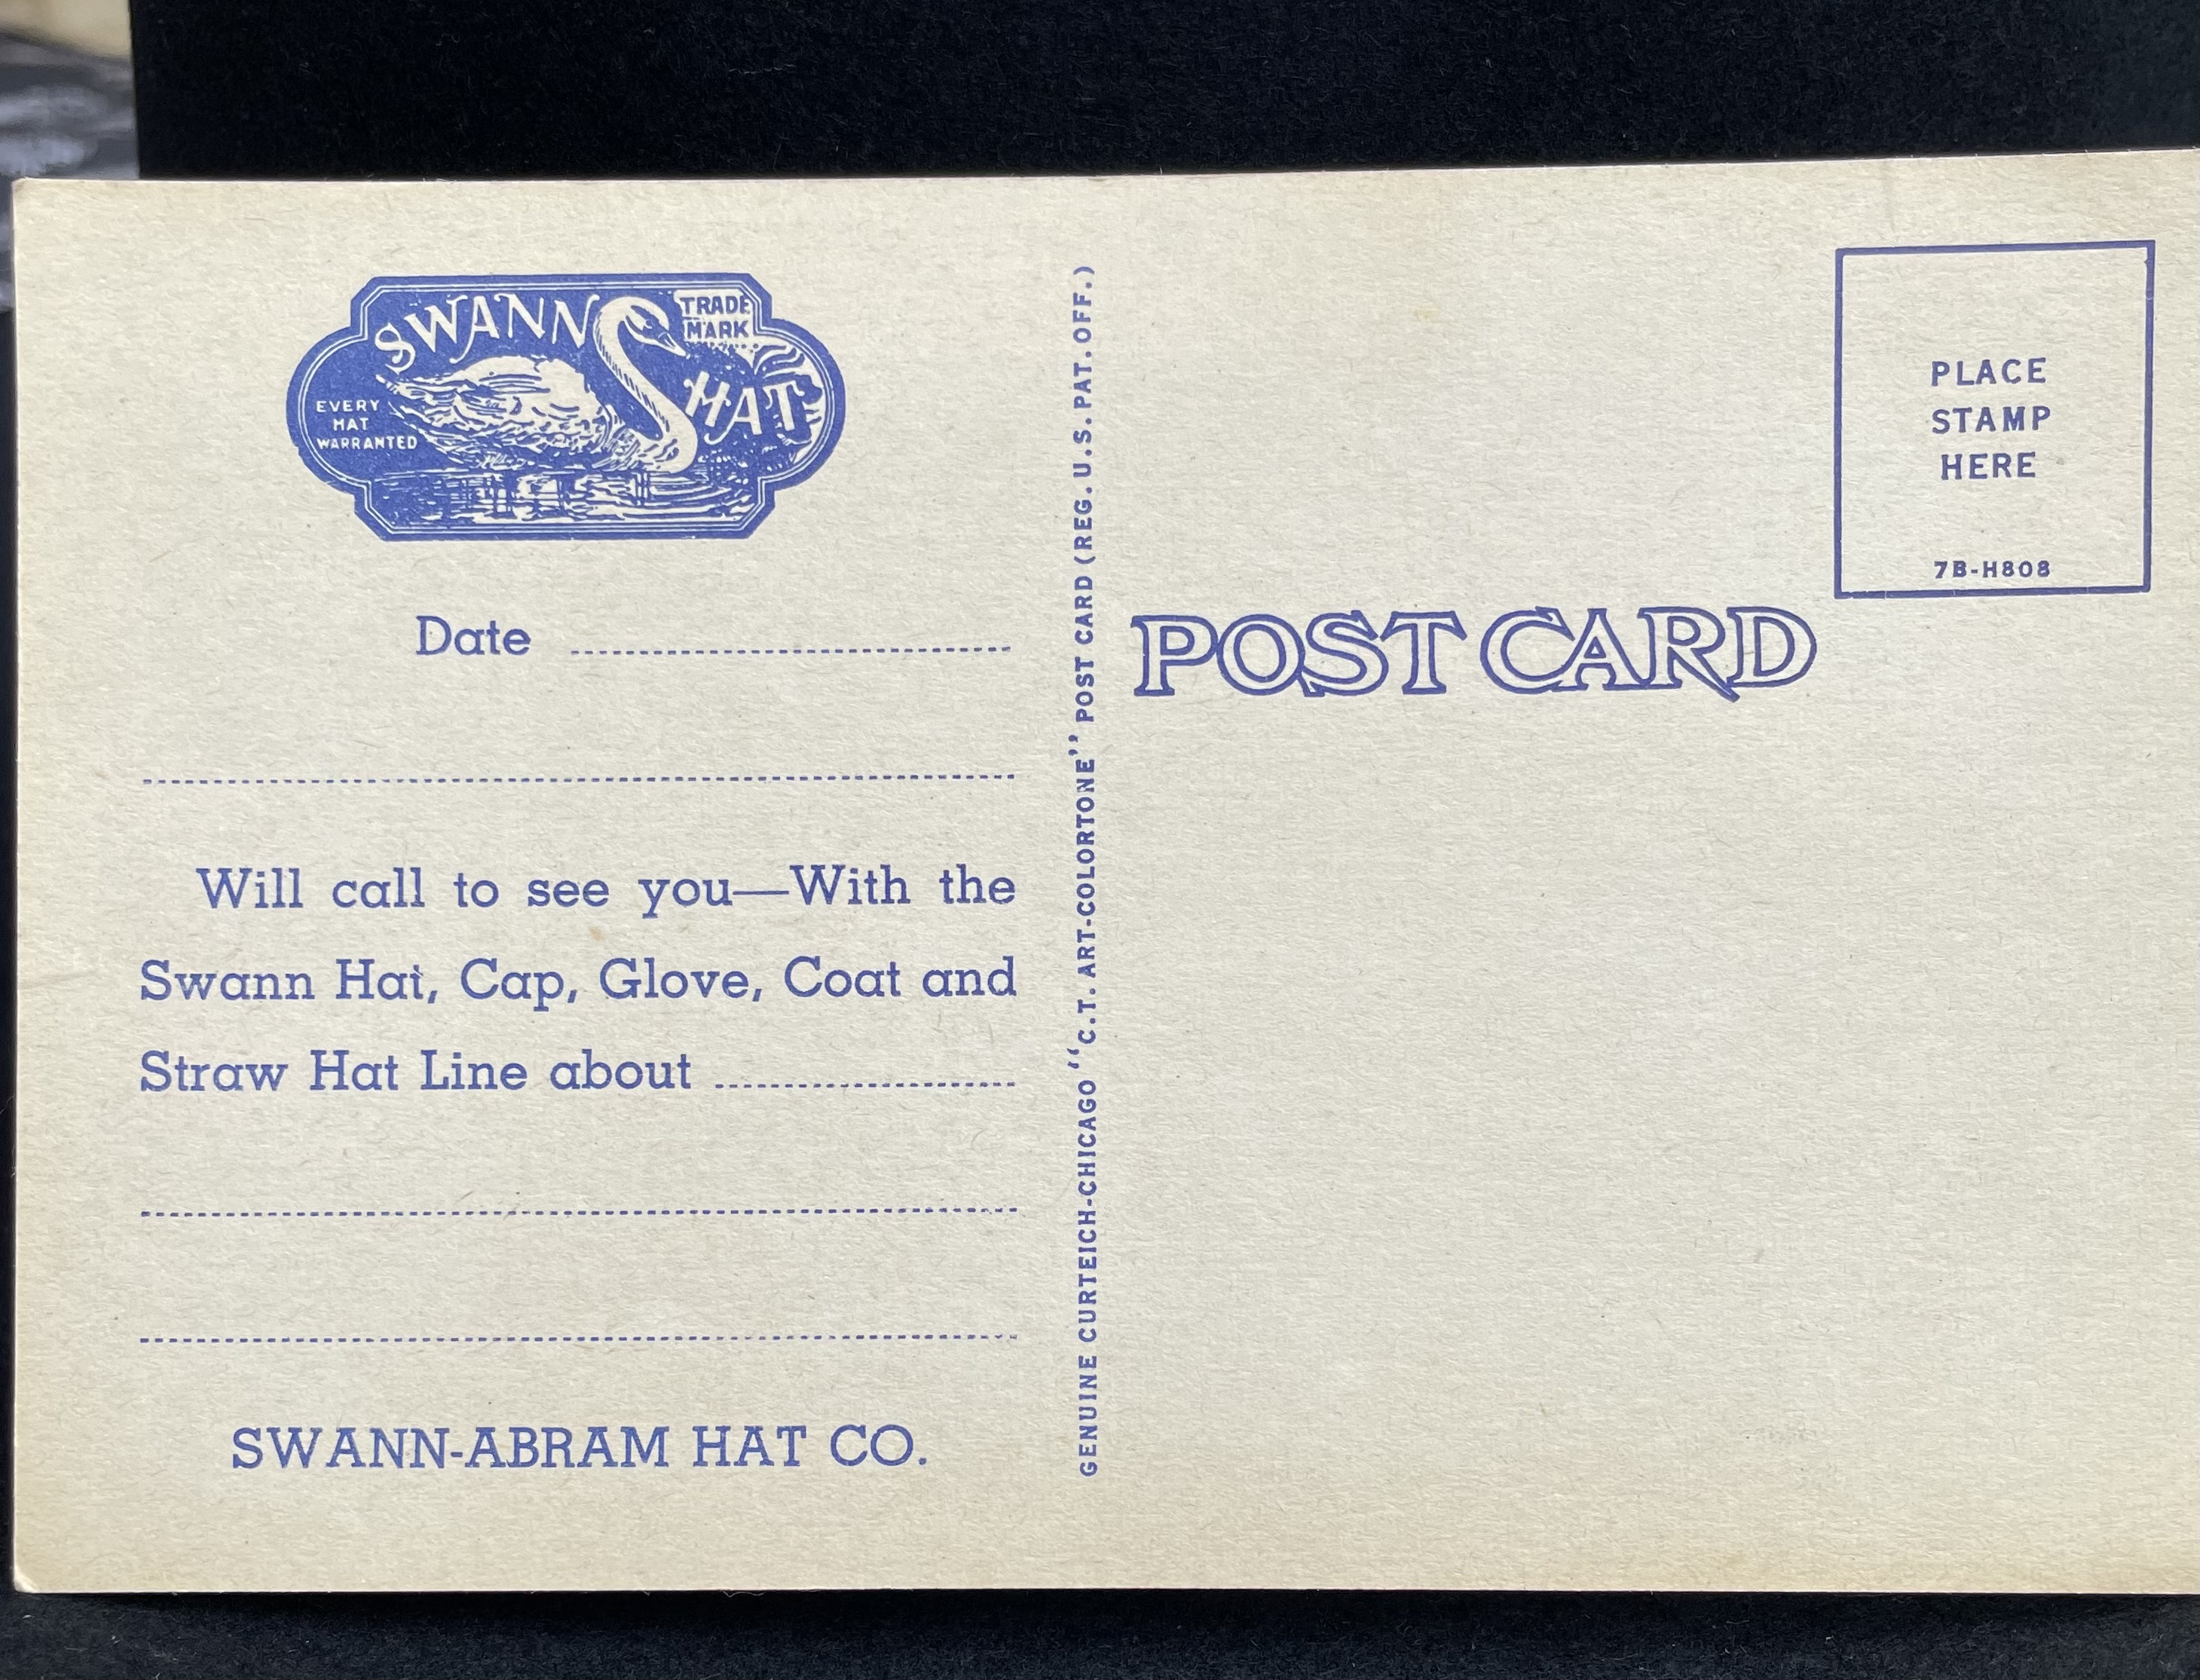 SWANN
TRADE
MARK
HAT
EVERY
HAT
WARRANTED
Date
Will call to see you—With the
Swann Hat, Cap, Glove, Coat and
Straw Hat Line about
SWANN-ABRAM HAT CO.
GENUINE CURTEICH-CHICAGO "C.T. ART-COLORTONE" POST CARD (REG. U.S. PAT. OFF.)
POST CARD
PLACE
STAMP
HERE
7B-H808